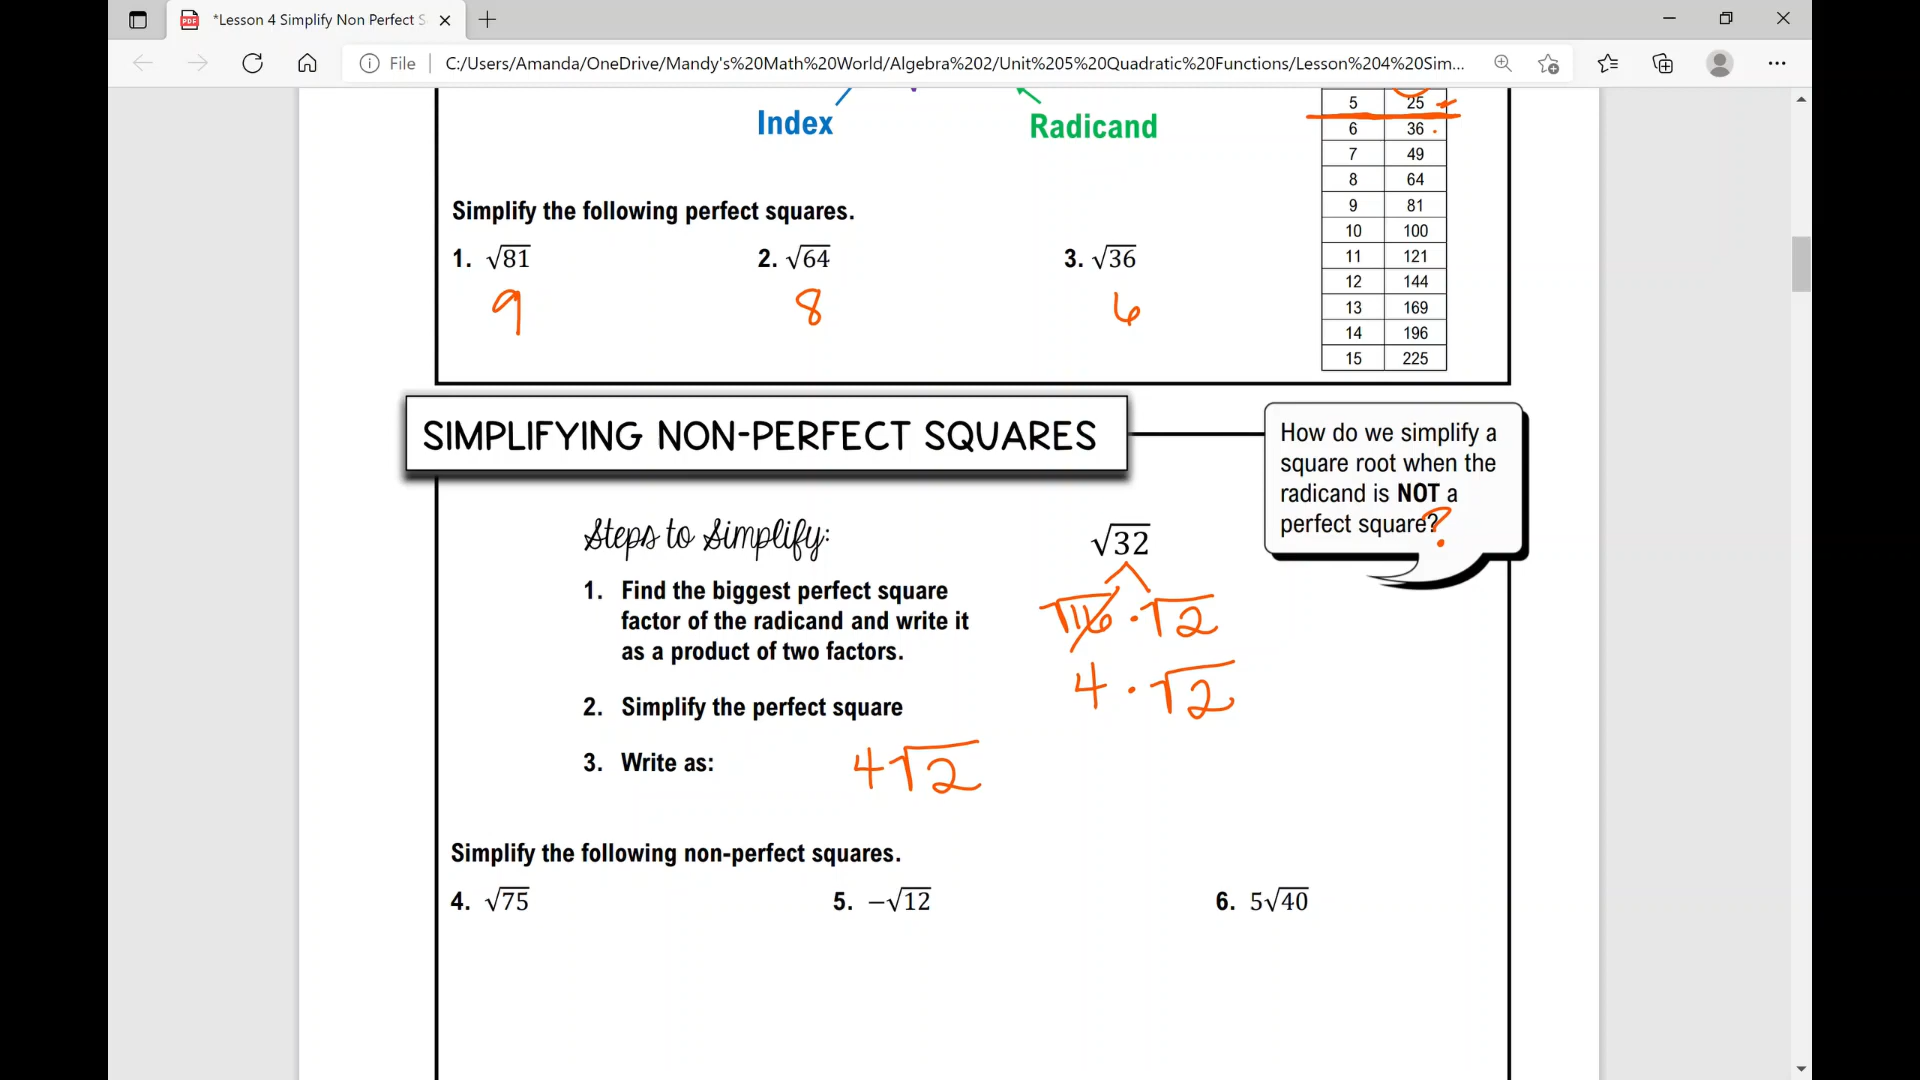 *Lesson 4 Simplify Non Perfect S
File
C:/Users/Amanda/OneDrive/Mandy's%20Math%20World/Algebra%202/Unit%205%20Quadratic%20Functions/Lesson%204%20Sim...
Index
Radicand
5 25
6 36
7 49
8 64
9 81
10 100
11 121
12 144
13 169
14 196
15 225
Simplify the following perfect squares.
1. √81
2. √64
3. √36
9
8
6
SIMPLIFYING NON-PERFECT SQUARES
How do we simplify a
square root when the
radicand is NOT a
perfect square?
?
Steps to Simplify:
√32
1. Find the biggest perfect square
factor of the radicand and write it
as a product of two factors.
√16 · √2
4 · √2
2. Simplify the perfect square
3. Write as:
4√2
Simplify the following non-perfect squares.
4. √75
5. −√12
6. 5√40